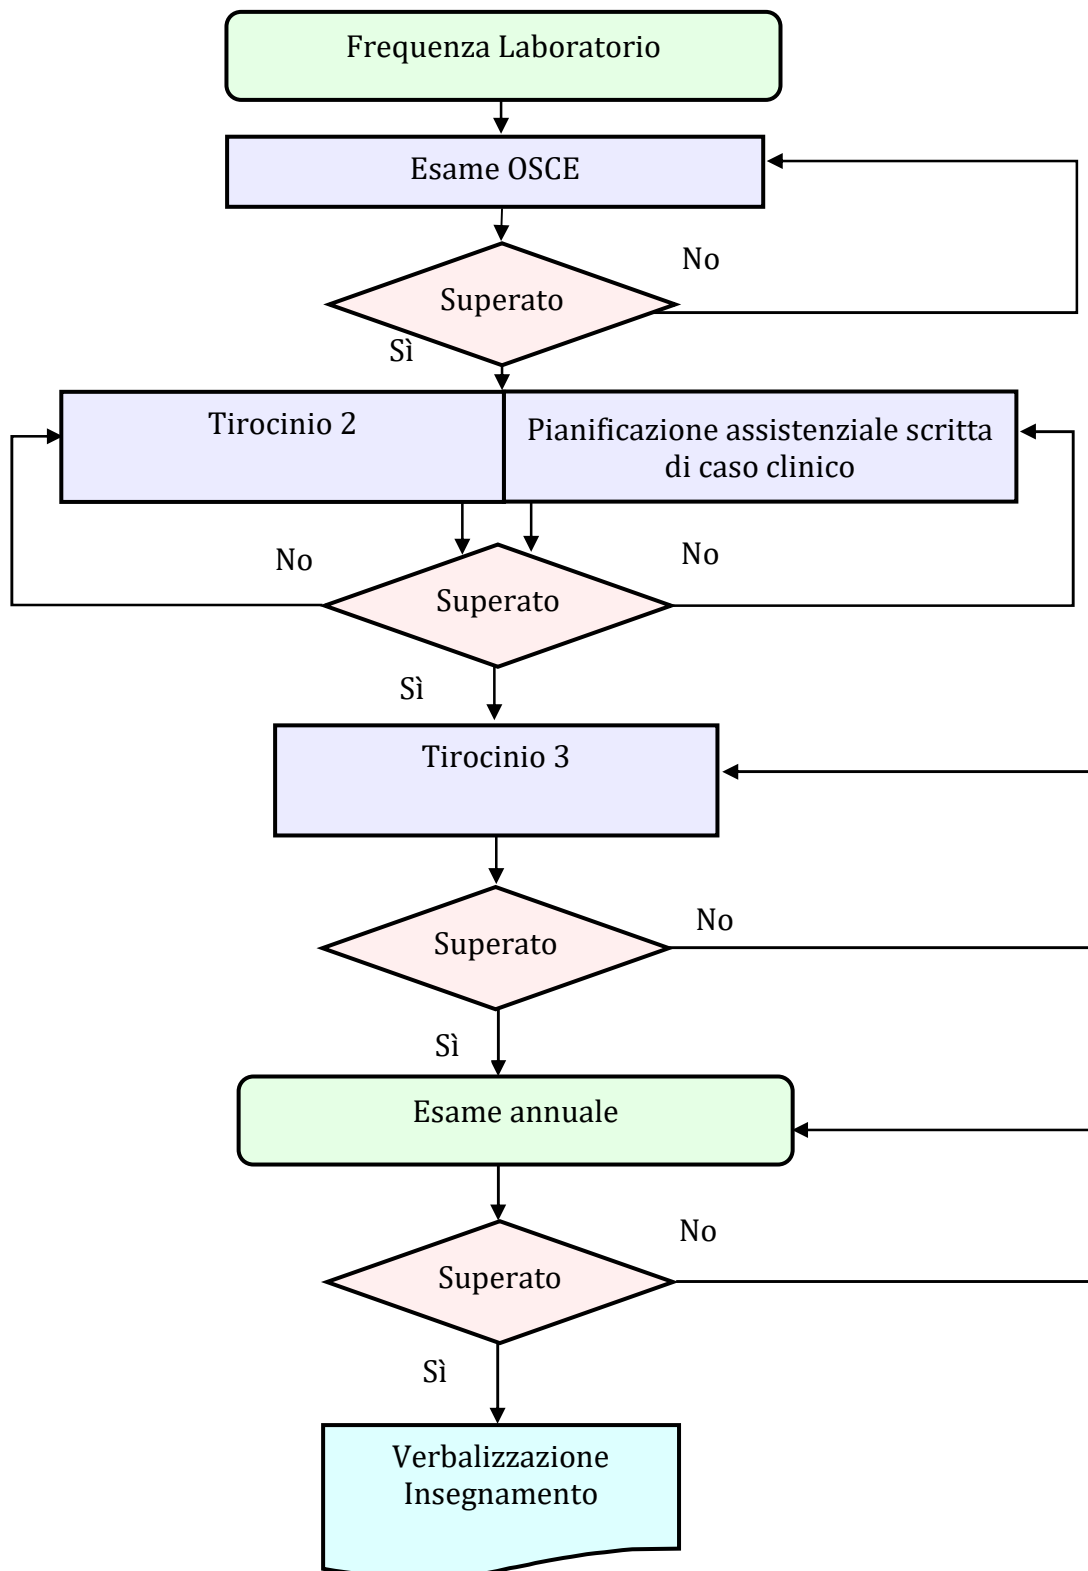 Frequenza Laboratorio
Esame OSCE
No
Superato
Sì
Tirocinio 2
Pianificazione assistenziale scritta
di caso clinico
No
No
Superato
Sì
Tirocinio 3
No
Superato
Sì
Esame annuale
No
Superato
Sì
Verbalizzazione
Insegnamento